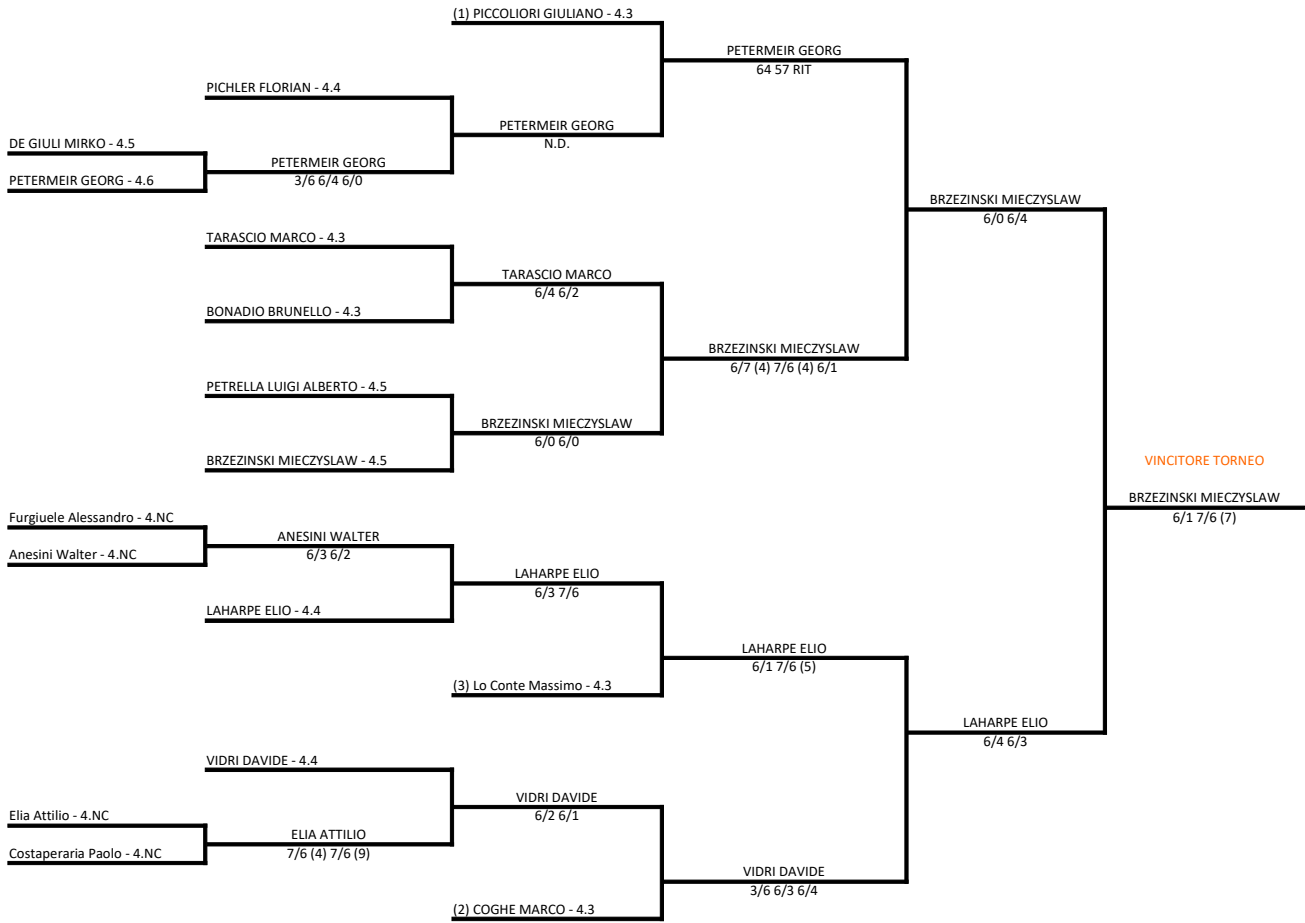 (1) PICCOLIORI GIULIANO - 4.3
PETERMEIR GEORG
64 57 RIT
PICHLER FLORIAN - 4.4
PETERMEIR GEORG
N.D.
DE GIULI MIRKO - 4.5
PETERMEIR GEORG
3/6 6/4 6/0
PETERMEIR GEORG - 4.6
BRZEZINSKI MIECZYSLAW
6/0 6/4
TARASCIO MARCO - 4.3
TARASCIO MARCO
6/4 6/2
BONADIO BRUNELLO - 4.3
BRZEZINSKI MIECZYSLAW
6/7 (4) 7/6 (4) 6/1
PETRELLA LUIGI ALBERTO - 4.5
BRZEZINSKI MIECZYSLAW
6/0 6/0
BRZEZINSKI MIECZYSLAW - 4.5
VINCITORE TORNEO
BRZEZINSKI MIECZYSLAW
6/1 7/6 (7)
Furgiuele Alessandro - 4.NC
ANESINI WALTER
6/3 6/2
Anesini Walter - 4.NC
LAHARPE ELIO
6/3 7/6
LAHARPE ELIO - 4.4
LAHARPE ELIO
6/1 7/6 (5)
(3) Lo Conte Massimo - 4.3
LAHARPE ELIO
6/4 6/3
VIDRI DAVIDE - 4.4
VIDRI DAVIDE
6/2 6/1
Elia Attilio - 4.NC
ELIA ATTILIO
7/6 (4) 7/6 (9)
Costaperaria Paolo - 4.NC
VIDRI DAVIDE
3/6 6/3 6/4
(2) COGHE MARCO - 4.3